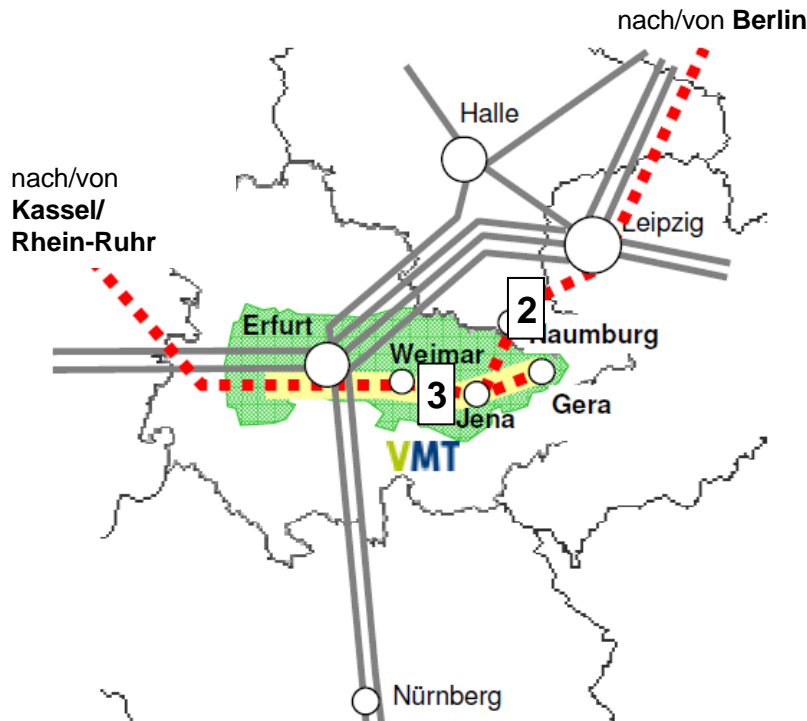 nach/von Berlin
Halle
nach/von
Kassel/
Rhein-Ruhr
Leipzig
2
Naumburg
Erfurt
Weimar
3
Gera
Jena
VMT
Nürnberg